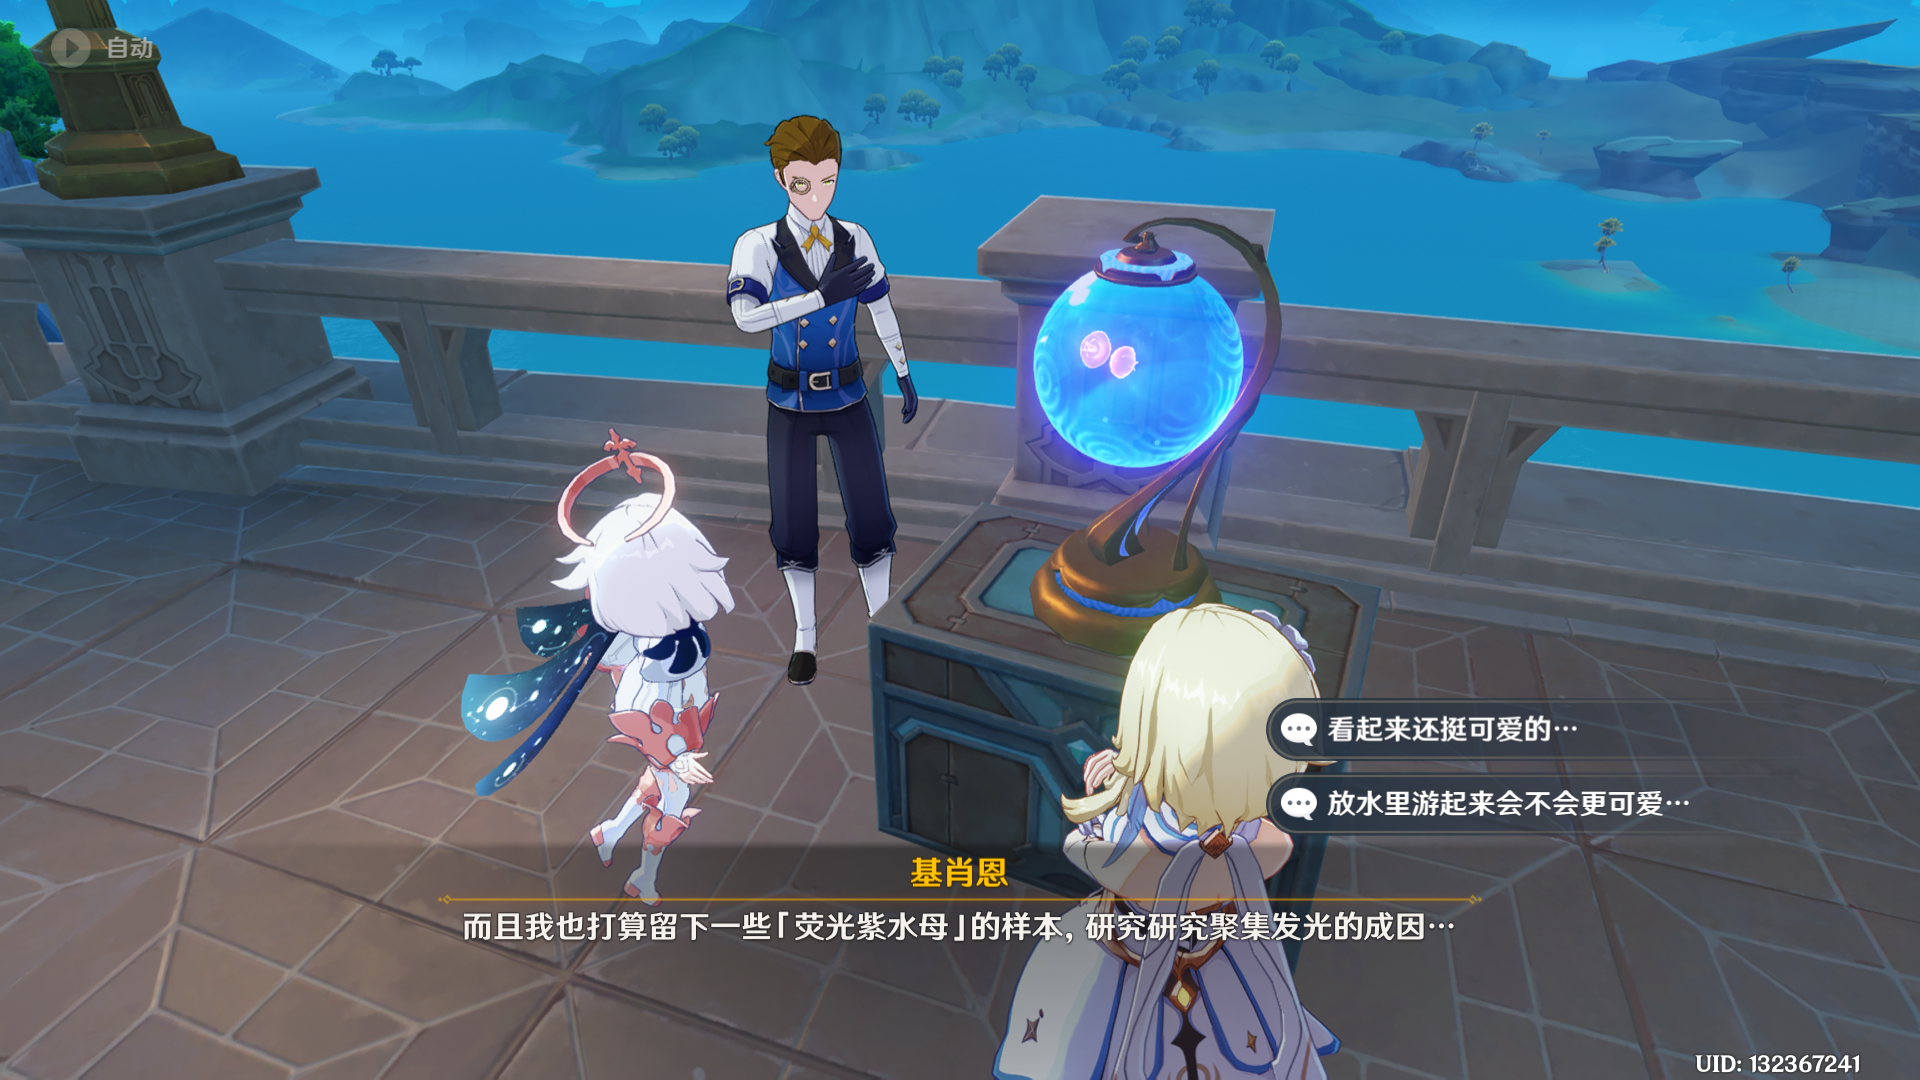 自动
看起来还挺可爱的…
放水里游起来会不会更可爱…
基肖恩
而且我也打算留下一些「荧光紫水母」的样本,研究研究聚集发光的成因…
UID: 132367241